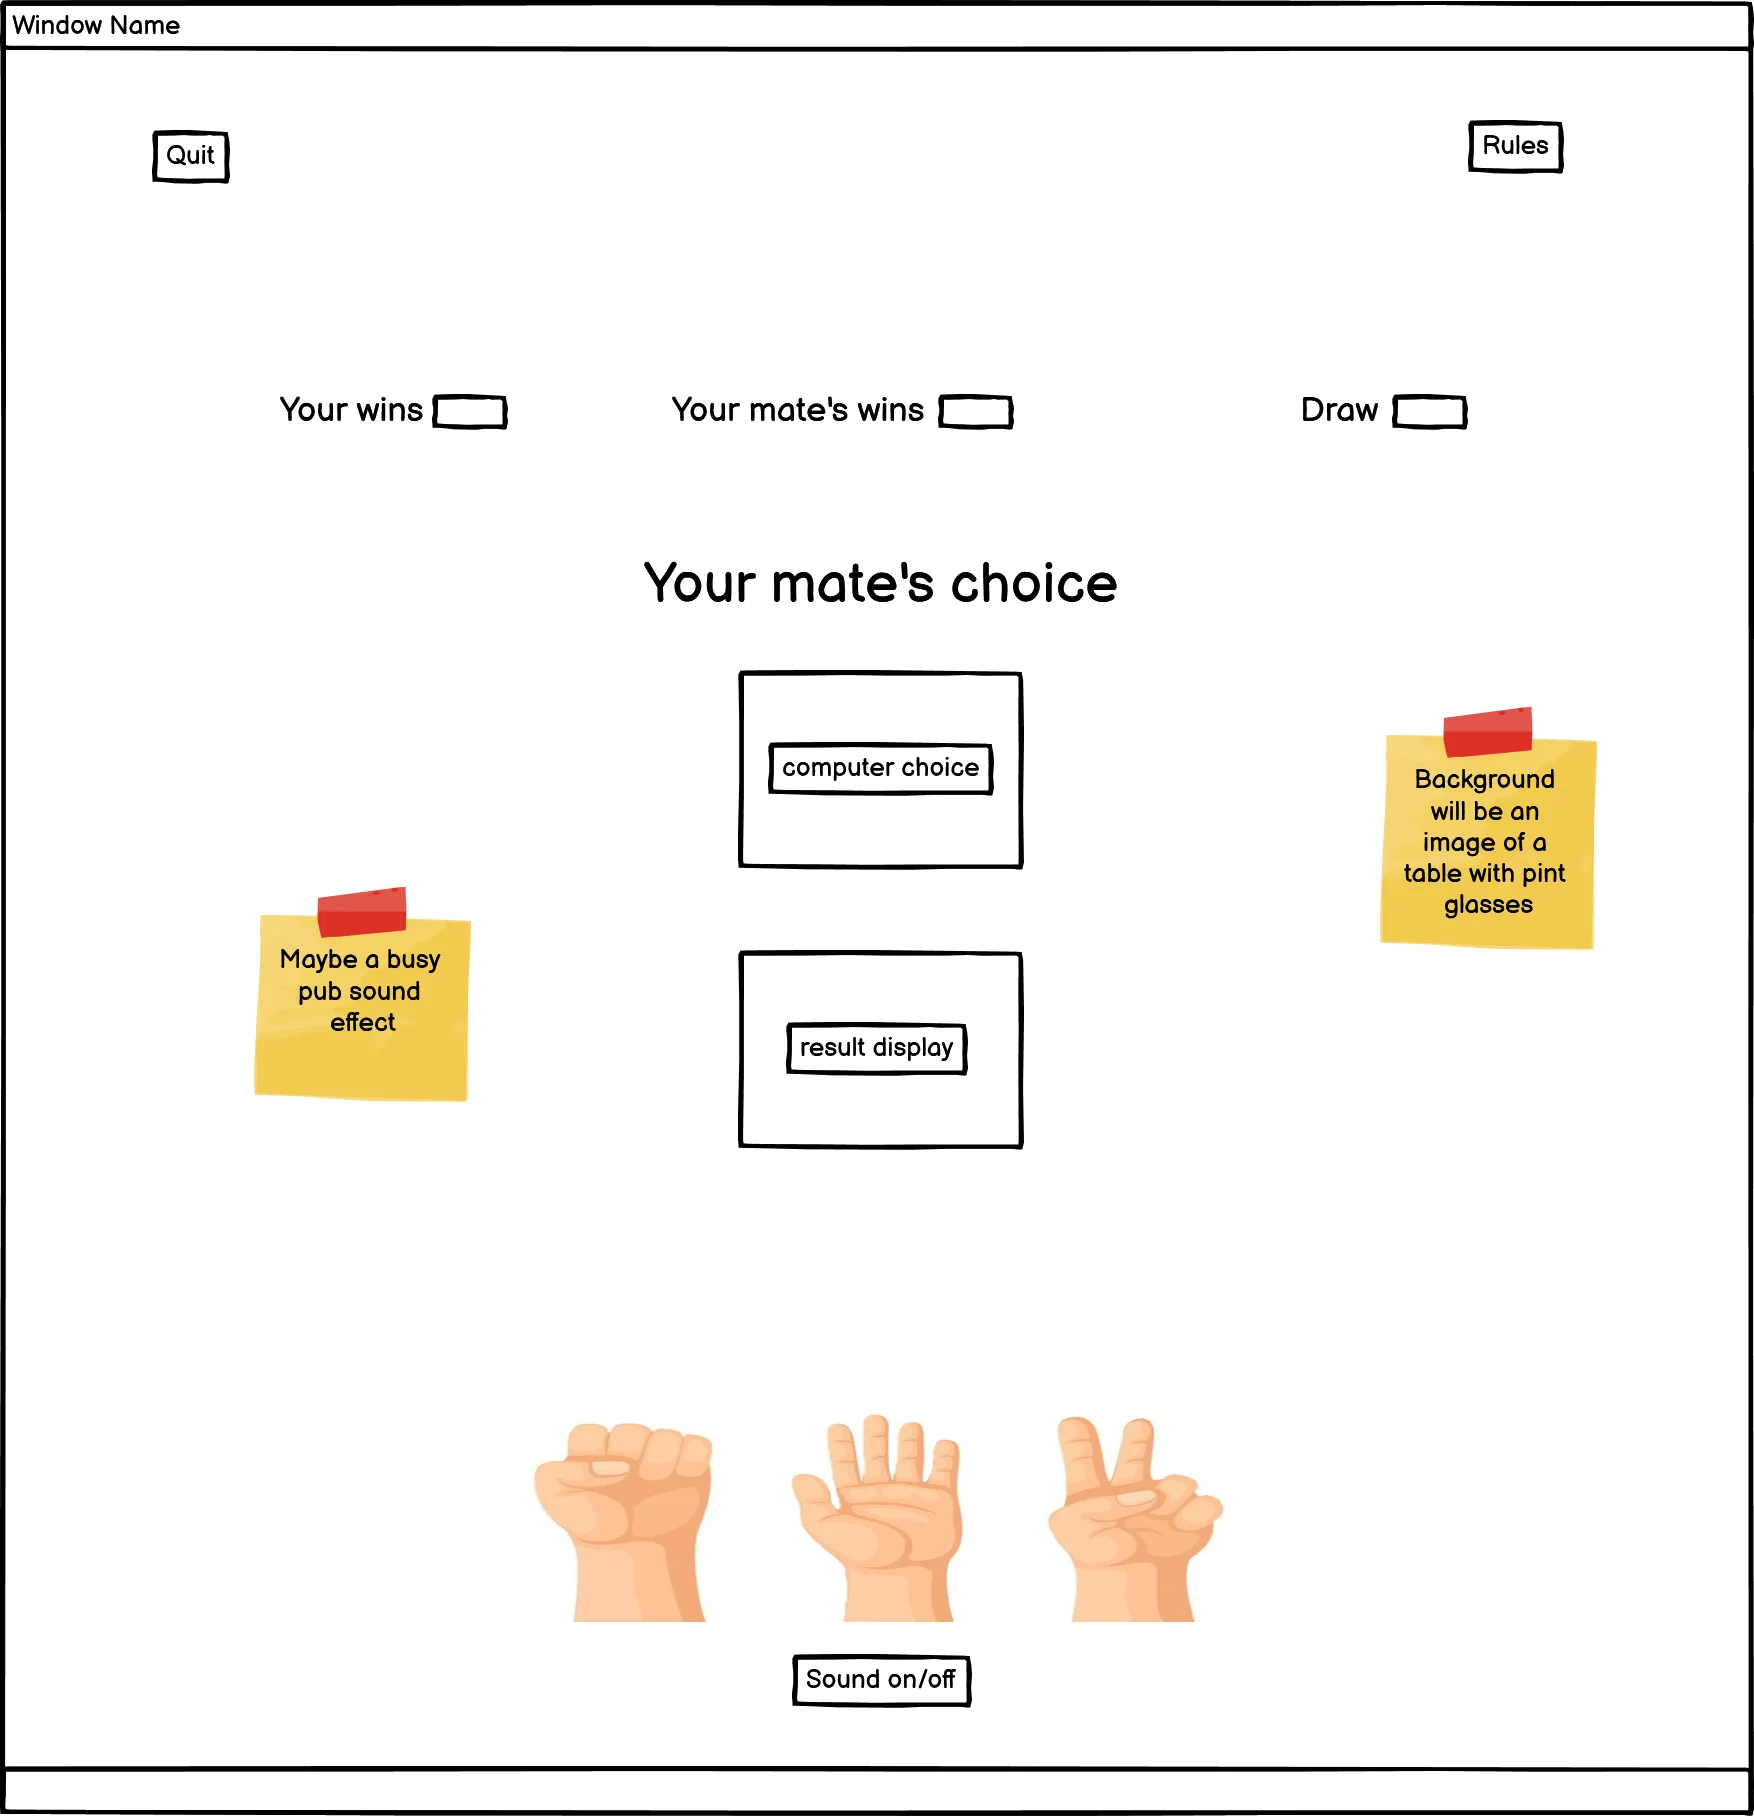 Window Name
Quit
Rules
Your wins
Your mate's wins
Draw
Your mate's choice
computer choice
Background
will be an
image of a
table with pint
glasses
Maybe a busy
pub sound
effect
result display
Sound on/off